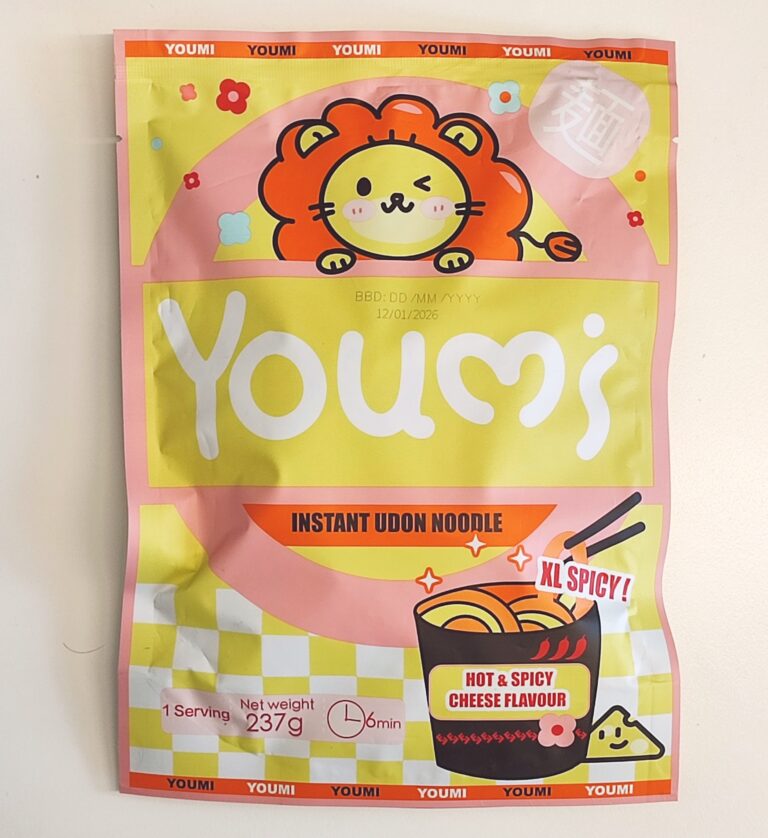 YOUMI YOUMI YOUMI YOUMI YOUMI YOUMI
麵
BBD: DD /MM /YYYY
12/01/2026
Youmi
INSTANT UDON NOODLE
XL SPICY!
HOT & SPICY
CHEESE FLAVOUR
1 Serving
Net weight
237g
6min
YOUMI YOUMI YOUMI YOUMI YOUMI YOUMI